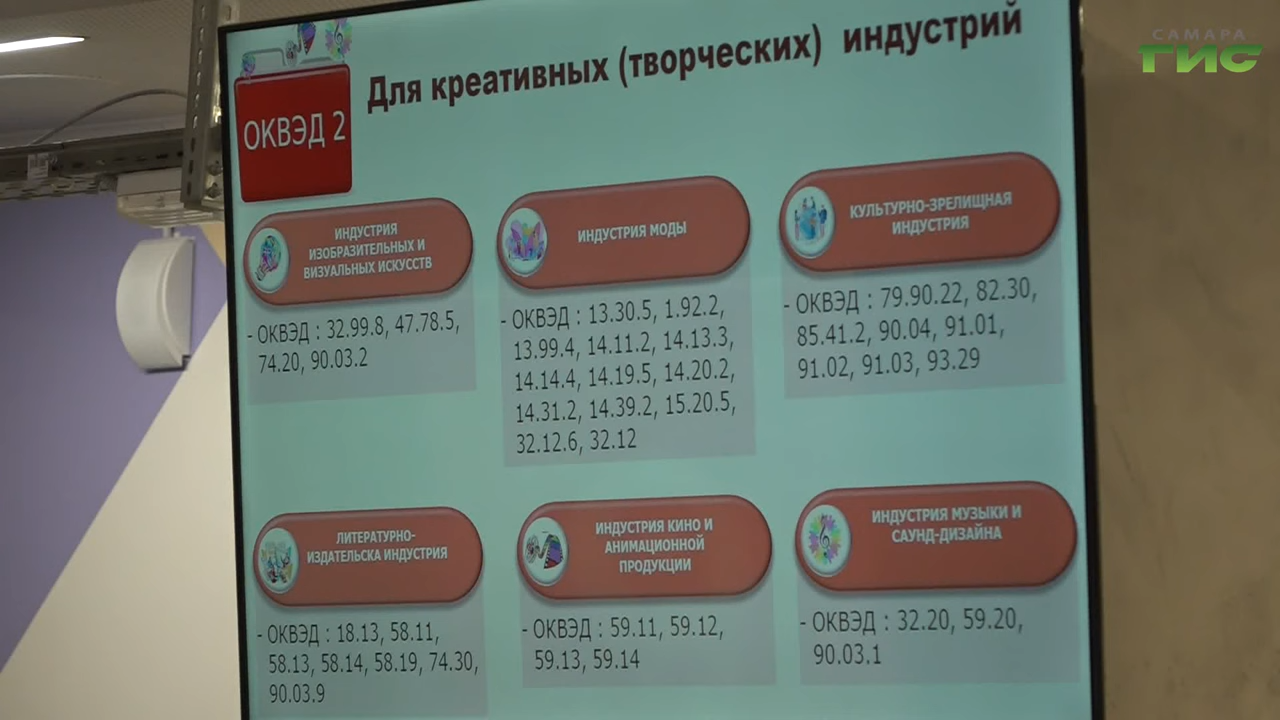 САМАРА
ГИС
Для креативных (творческих) индустрий
ОКВЭД 2
ИНДУСТРИЯ
ИЗОБРАЗИТЕЛЬНЫХ И
ВИЗУАЛЬНЫХ ИСКУССТВ
- ОКВЭД : 32.99.8, 47.78.5,
74.20, 90.03.2
ИНДУСТРИЯ МОДЫ
- ОКВЭД : 13.30.5, 1.92.2,
13.99.4, 14.11.2, 14.13.3,
14.14.4, 14.19.5, 14.20.2,
14.31.2, 14.39.2, 15.20.5,
32.12.6, 32.12
КУЛЬТУРНО-ЗРЕЛИЩНАЯ
ИНДУСТРИЯ
- ОКВЭД : 79.90.22, 82.30,
85.41.2, 90.04, 91.01,
91.02, 91.03, 93.29
ЛИТЕРАТУРНО-
ИЗДАТЕЛЬСКА ИНДУСТРИЯ
- ОКВЭД : 18.13, 58.11,
58.13, 58.14, 58.19, 74.30,
90.03.9
ИНДУСТРИЯ КИНО И
АНИМАЦИОННОЙ
ПРОДУКЦИИ
- ОКВЭД : 59.11, 59.12,
59.13, 59.14
ИНДУСТРИЯ МУЗЫКИ И
САУНД-ДИЗАЙНА
- ОКВЭД : 32.20, 59.20,
90.03.1